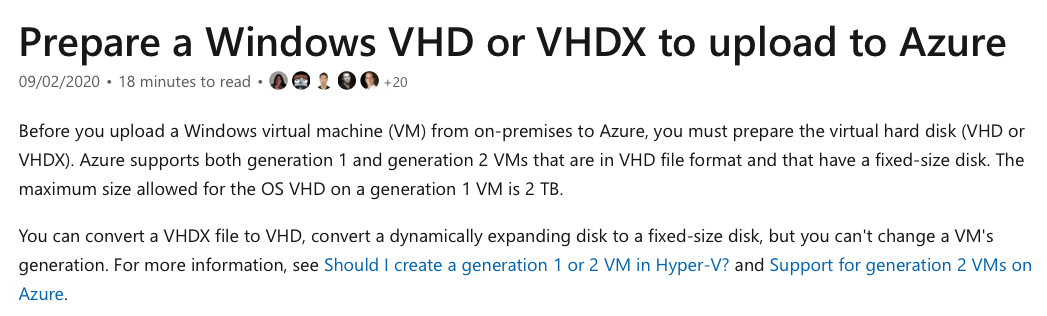 Prepare a Windows VHD or VHDX to upload to Azure
09/02/2020 • 18 minutes to read • +20
Before you upload a Windows virtual machine (VM) from on-premises to Azure, you must prepare the virtual hard disk (VHD or
VHDX). Azure supports both generation 1 and generation 2 VMs that are in VHD file format and that have a fixed-size disk. The
maximum size allowed for the OS VHD on a generation 1 VM is 2 TB.
You can convert a VHDX file to VHD, convert a dynamically expanding disk to a fixed-size disk, but you can't change a VM's
generation. For more information, see Should I create a generation 1 or 2 VM in Hyper-V? and Support for generation 2 VMs on
Azure.